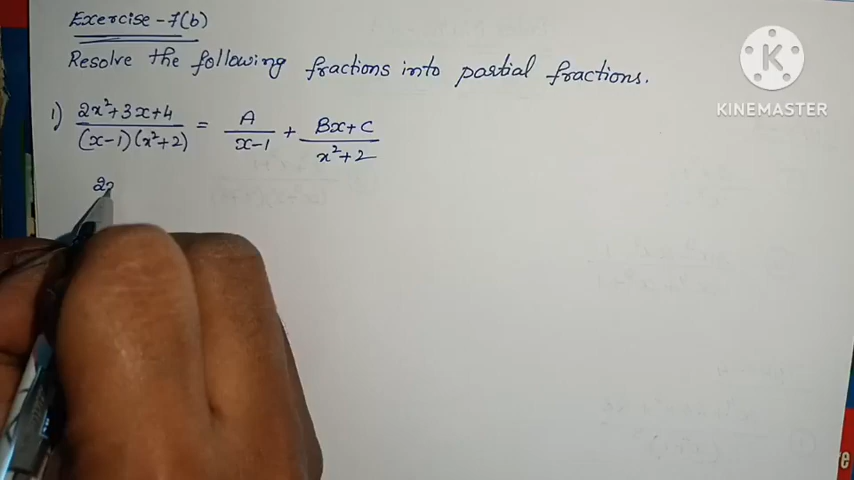 Exercise-7(b)
Resolve the following fractions into partial fractions.
1) 2x²+3x+4 / (x-1)(x²+2) = A / x-1 + Bx+C / x²+2
2
K
KINEMASTER